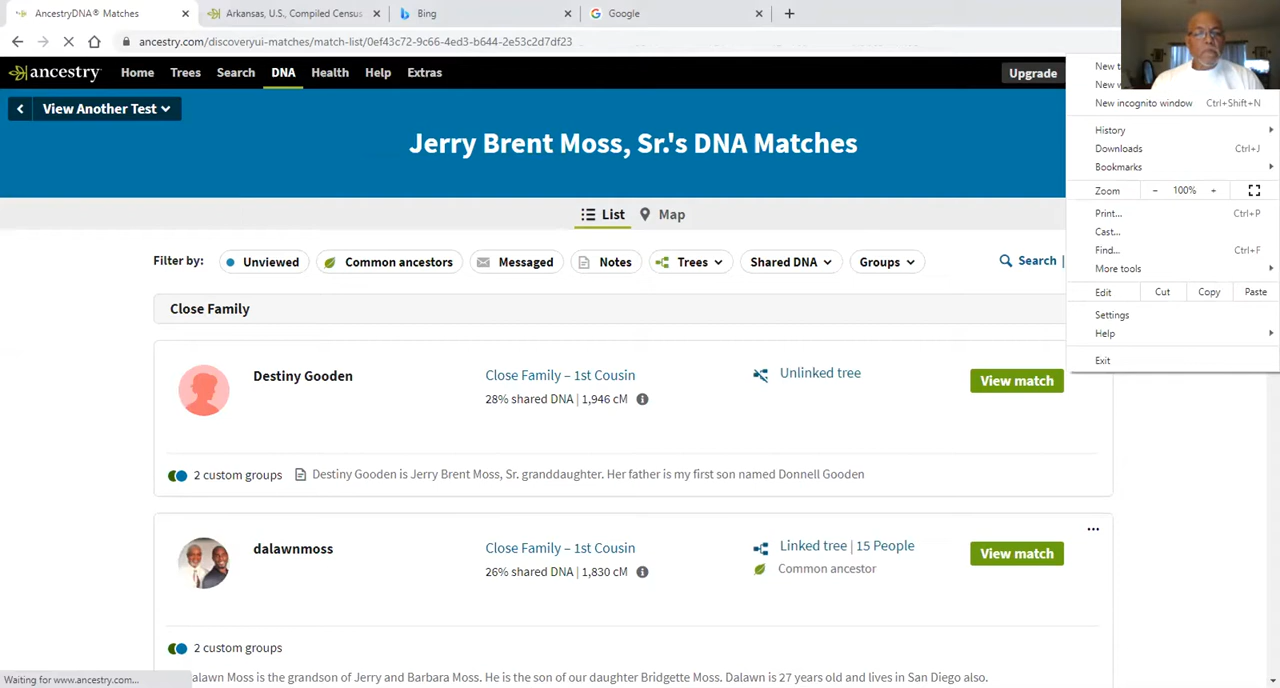 AncestryDNA® Matches
Arkansas, U.S., Compiled Census
Bing
Google
ancestry.com/discoveryui-matches/match-list/0ef43c72-9c66-4ed3-b644-2e53c2d7df23
ancestry Home Trees Search DNA Health Help Extras Upgrade
View Another Test
Jerry Brent Moss, Sr.'s DNA Matches
List Map
Filter by: Unviewed Common ancestors Messaged Notes Trees Shared DNA Groups Search |
Close Family
Destiny Gooden
Close Family – 1st Cousin
28% shared DNA | 1,946 cM
Unlinked tree
View match
2 custom groups Destiny Gooden is Jerry Brent Moss, Sr. granddaughter. Her father is my first son named Donnell Gooden
dalawnmoss
Close Family – 1st Cousin
26% shared DNA | 1,830 cM
Linked tree | 15 People
Common ancestor
View match
2 custom groups
alawn Moss is the grandson of Jerry and Barbara Moss. He is the son of our daughter Bridgette Moss. Dalawn is 27 years old and lives in San Diego also.
Waiting for www.ancestry.com...
New t
New w
New incognito window Ctrl+Shift+N
History
Downloads Ctrl+J
Bookmarks
Zoom - 100% +
Print... Ctrl+P
Cast...
Find... Ctrl+F
More tools
Edit Cut Copy Paste
Settings
Help
Exit